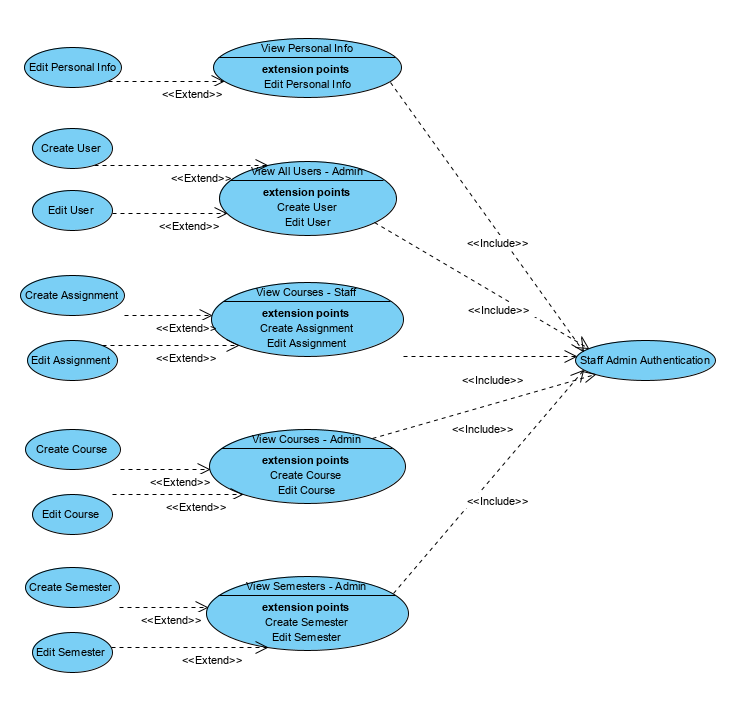 View Personal Info
Edit Personal Info
extension points
Edit Personal Info
<<Extend>>
Create User
View All Users - Admin
<<Extend>>
extension points
Create User
Edit User
Edit User
<<Extend>>
<<Include>>
Create Assignment
View Courses - Staff
<<Include>>
extension points
<<Extend>>
Create Assignment
Edit Assignment
Edit Assignment
<<Extend>>
Staff Admin Authentication
<<Include>>
<<Include>>
View Courses - Admin
Create Course
extension points
Create Course
<<Extend>>
Edit Course
<<Include>>
<<Extend>>
Edit Course
Create Semester
View Semesters - Admin
extension points
<<Extend>>
Create Semester
Edit Semester
Edit Semester
<<Extend>>